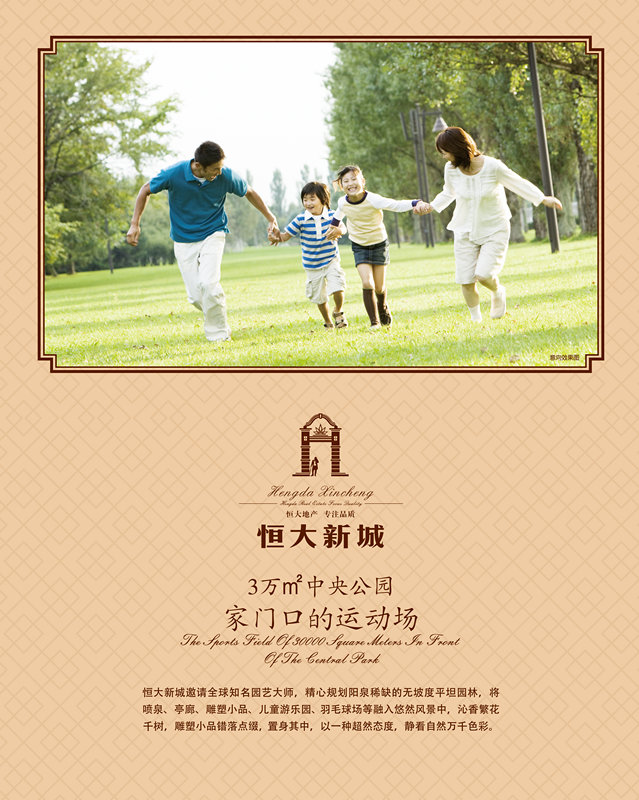 意向效果图
Hengda Xincheng
Hengda Real Estate Focus Quality
恒大地产 专注品质
恒大新城
3万㎡中央公园
家门口的运动场
The Sports Field Of 30000 Square Meters In Front
Of The Central Park
恒大新城邀请全球知名园艺大师，精心规划阳泉稀缺的无坡度平坦园林，将
喷泉、亭廊、雕塑小品、儿童游乐园、羽毛球场等融入悠然风景中，沁香繁花
千树，雕塑小品错落点缀，置身其中，以一种超然态度，静看自然万千色彩。